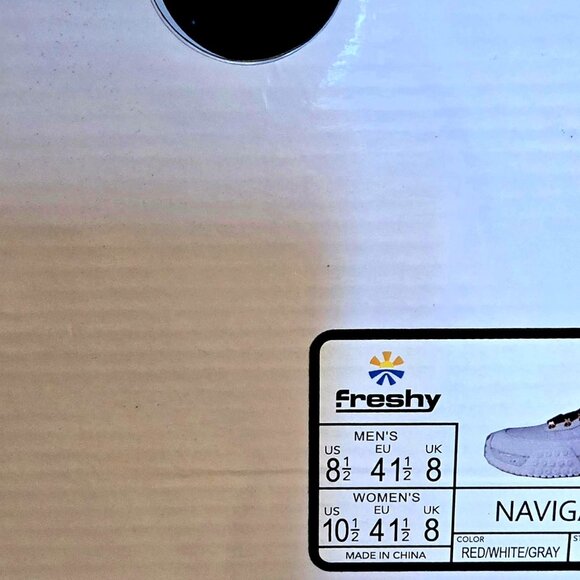 freshy
MEN'S
US EU UK
8½ 41½ 8
WOMEN'S
US EU UK
10½ 41½ 8
MADE IN CHINA
NAVIGA
COLOR
RED/WHITE/GRAY
ST